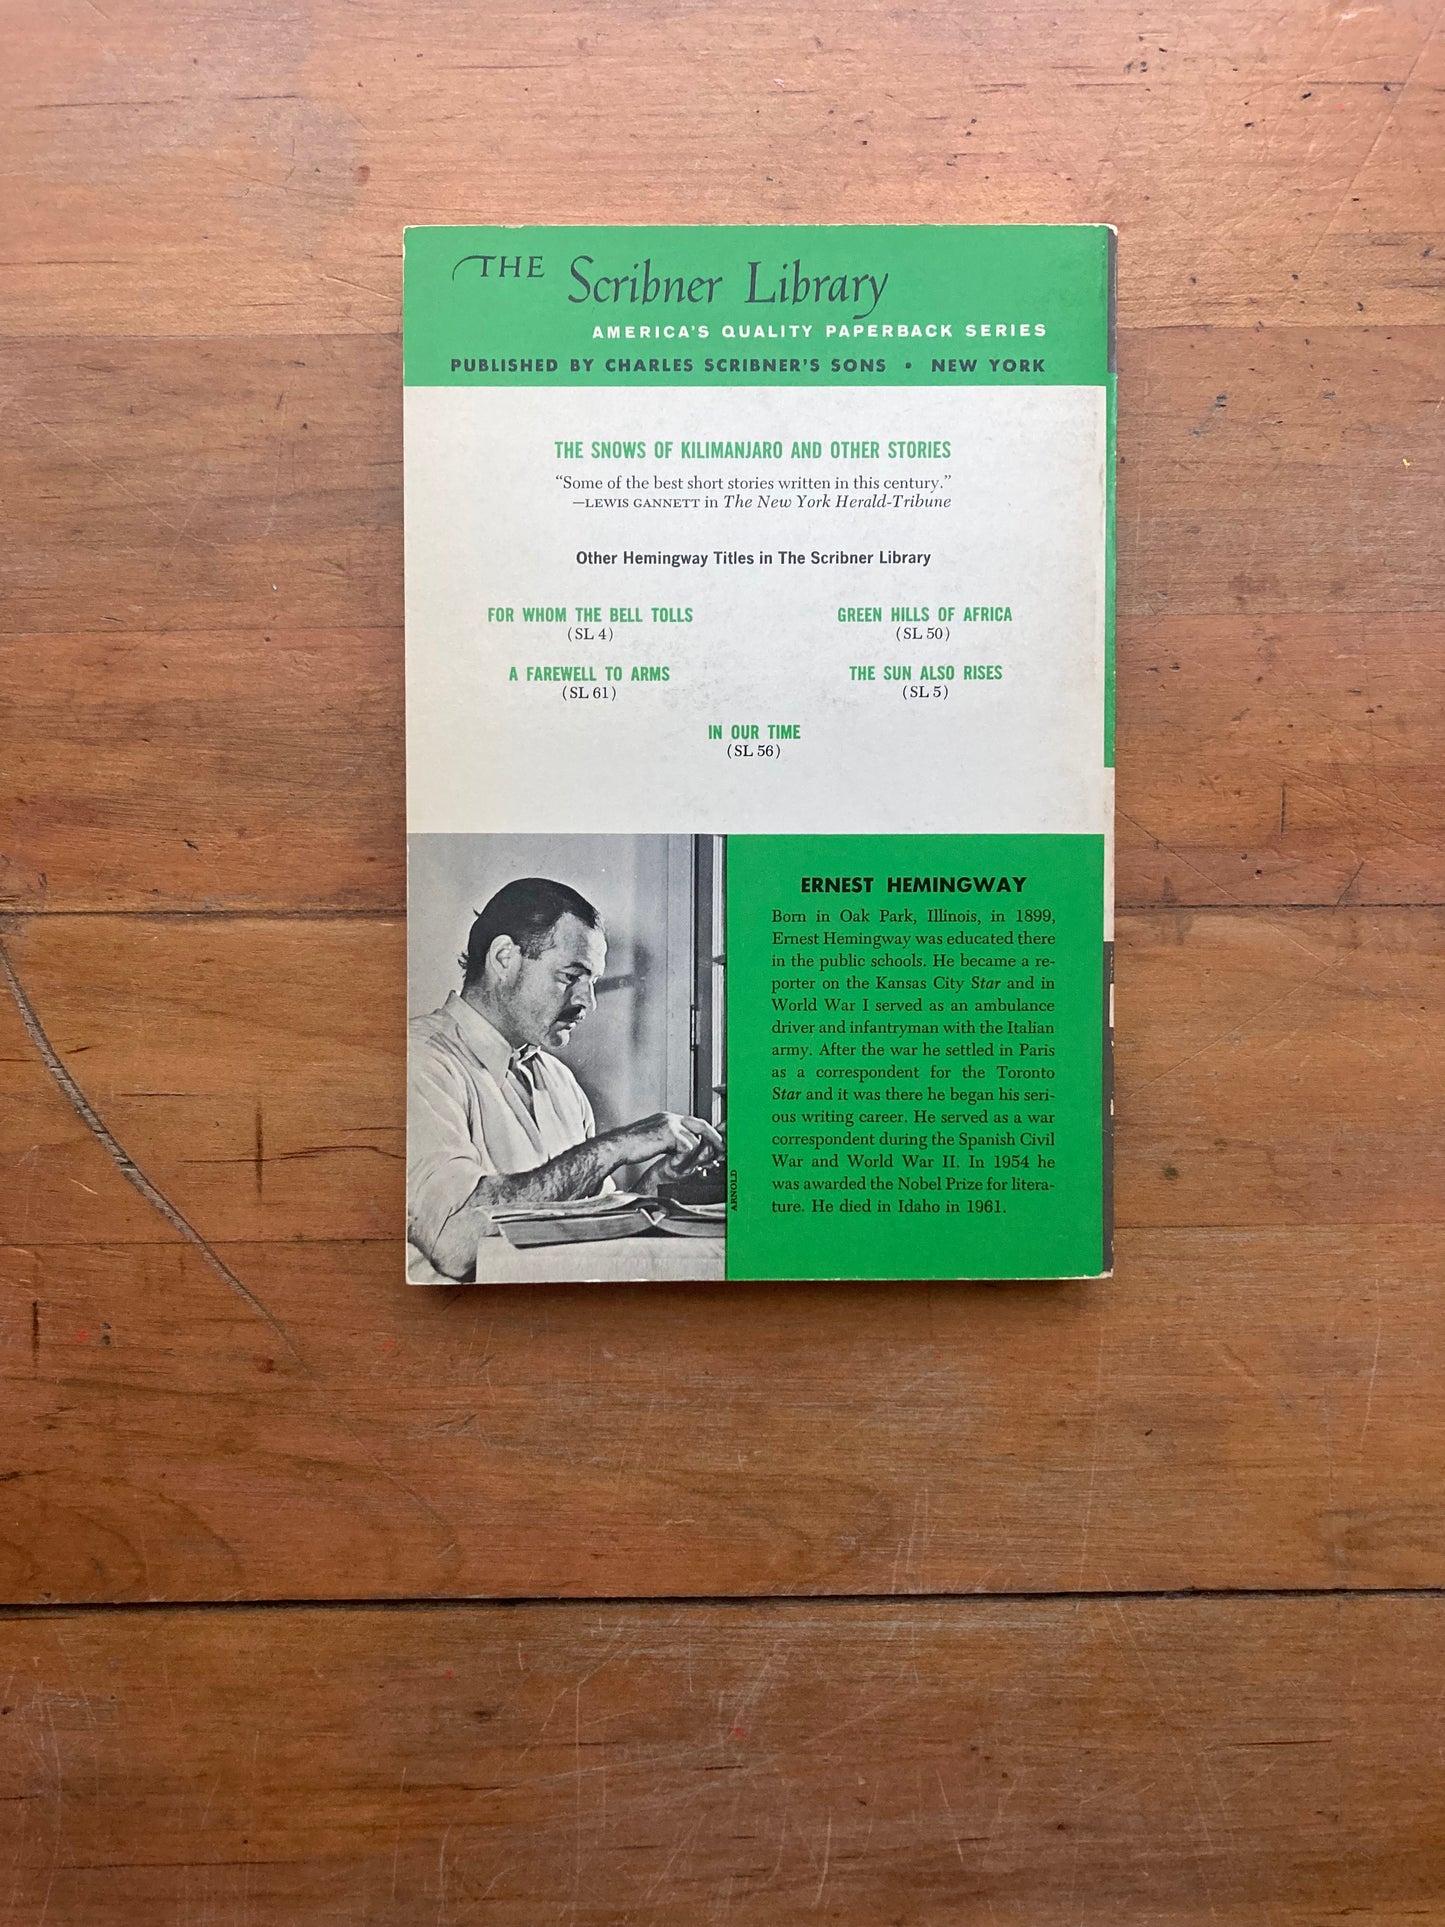 THE Scribner Library
AMERICA'S QUALITY PAPERBACK SERIES
PUBLISHED BY CHARLES SCRIBNER'S SONS • NEW YORK
THE SNOWS OF KILIMANJARO AND OTHER STORIES
“Some of the best short stories written in this century.”
—LEWIS GANNETT in The New York Herald-Tribune
Other Hemingway Titles in The Scribner Library
FOR WHOM THE BELL TOLLS
(SL 4)
GREEN HILLS OF AFRICA
(SL 50)
A FAREWELL TO ARMS
(SL 61)
THE SUN ALSO RISES
(SL 5)
IN OUR TIME
(SL 56)
ARNOLD
ERNEST HEMINGWAY
Born in Oak Park, Illinois, in 1899,
Ernest Hemingway was educated there
in the public schools. He became a re-
porter on the Kansas City Star and in
World War I served as an ambulance
driver and infantryman with the Italian
army. After the war he settled in Paris
as a correspondent for the Toronto
Star and it was there he began his seri-
ous writing career. He served as a war
correspondent during the Spanish Civil
War and World War II. In 1954 he
was awarded the Nobel Prize for litera-
ture. He died in Idaho in 1961.